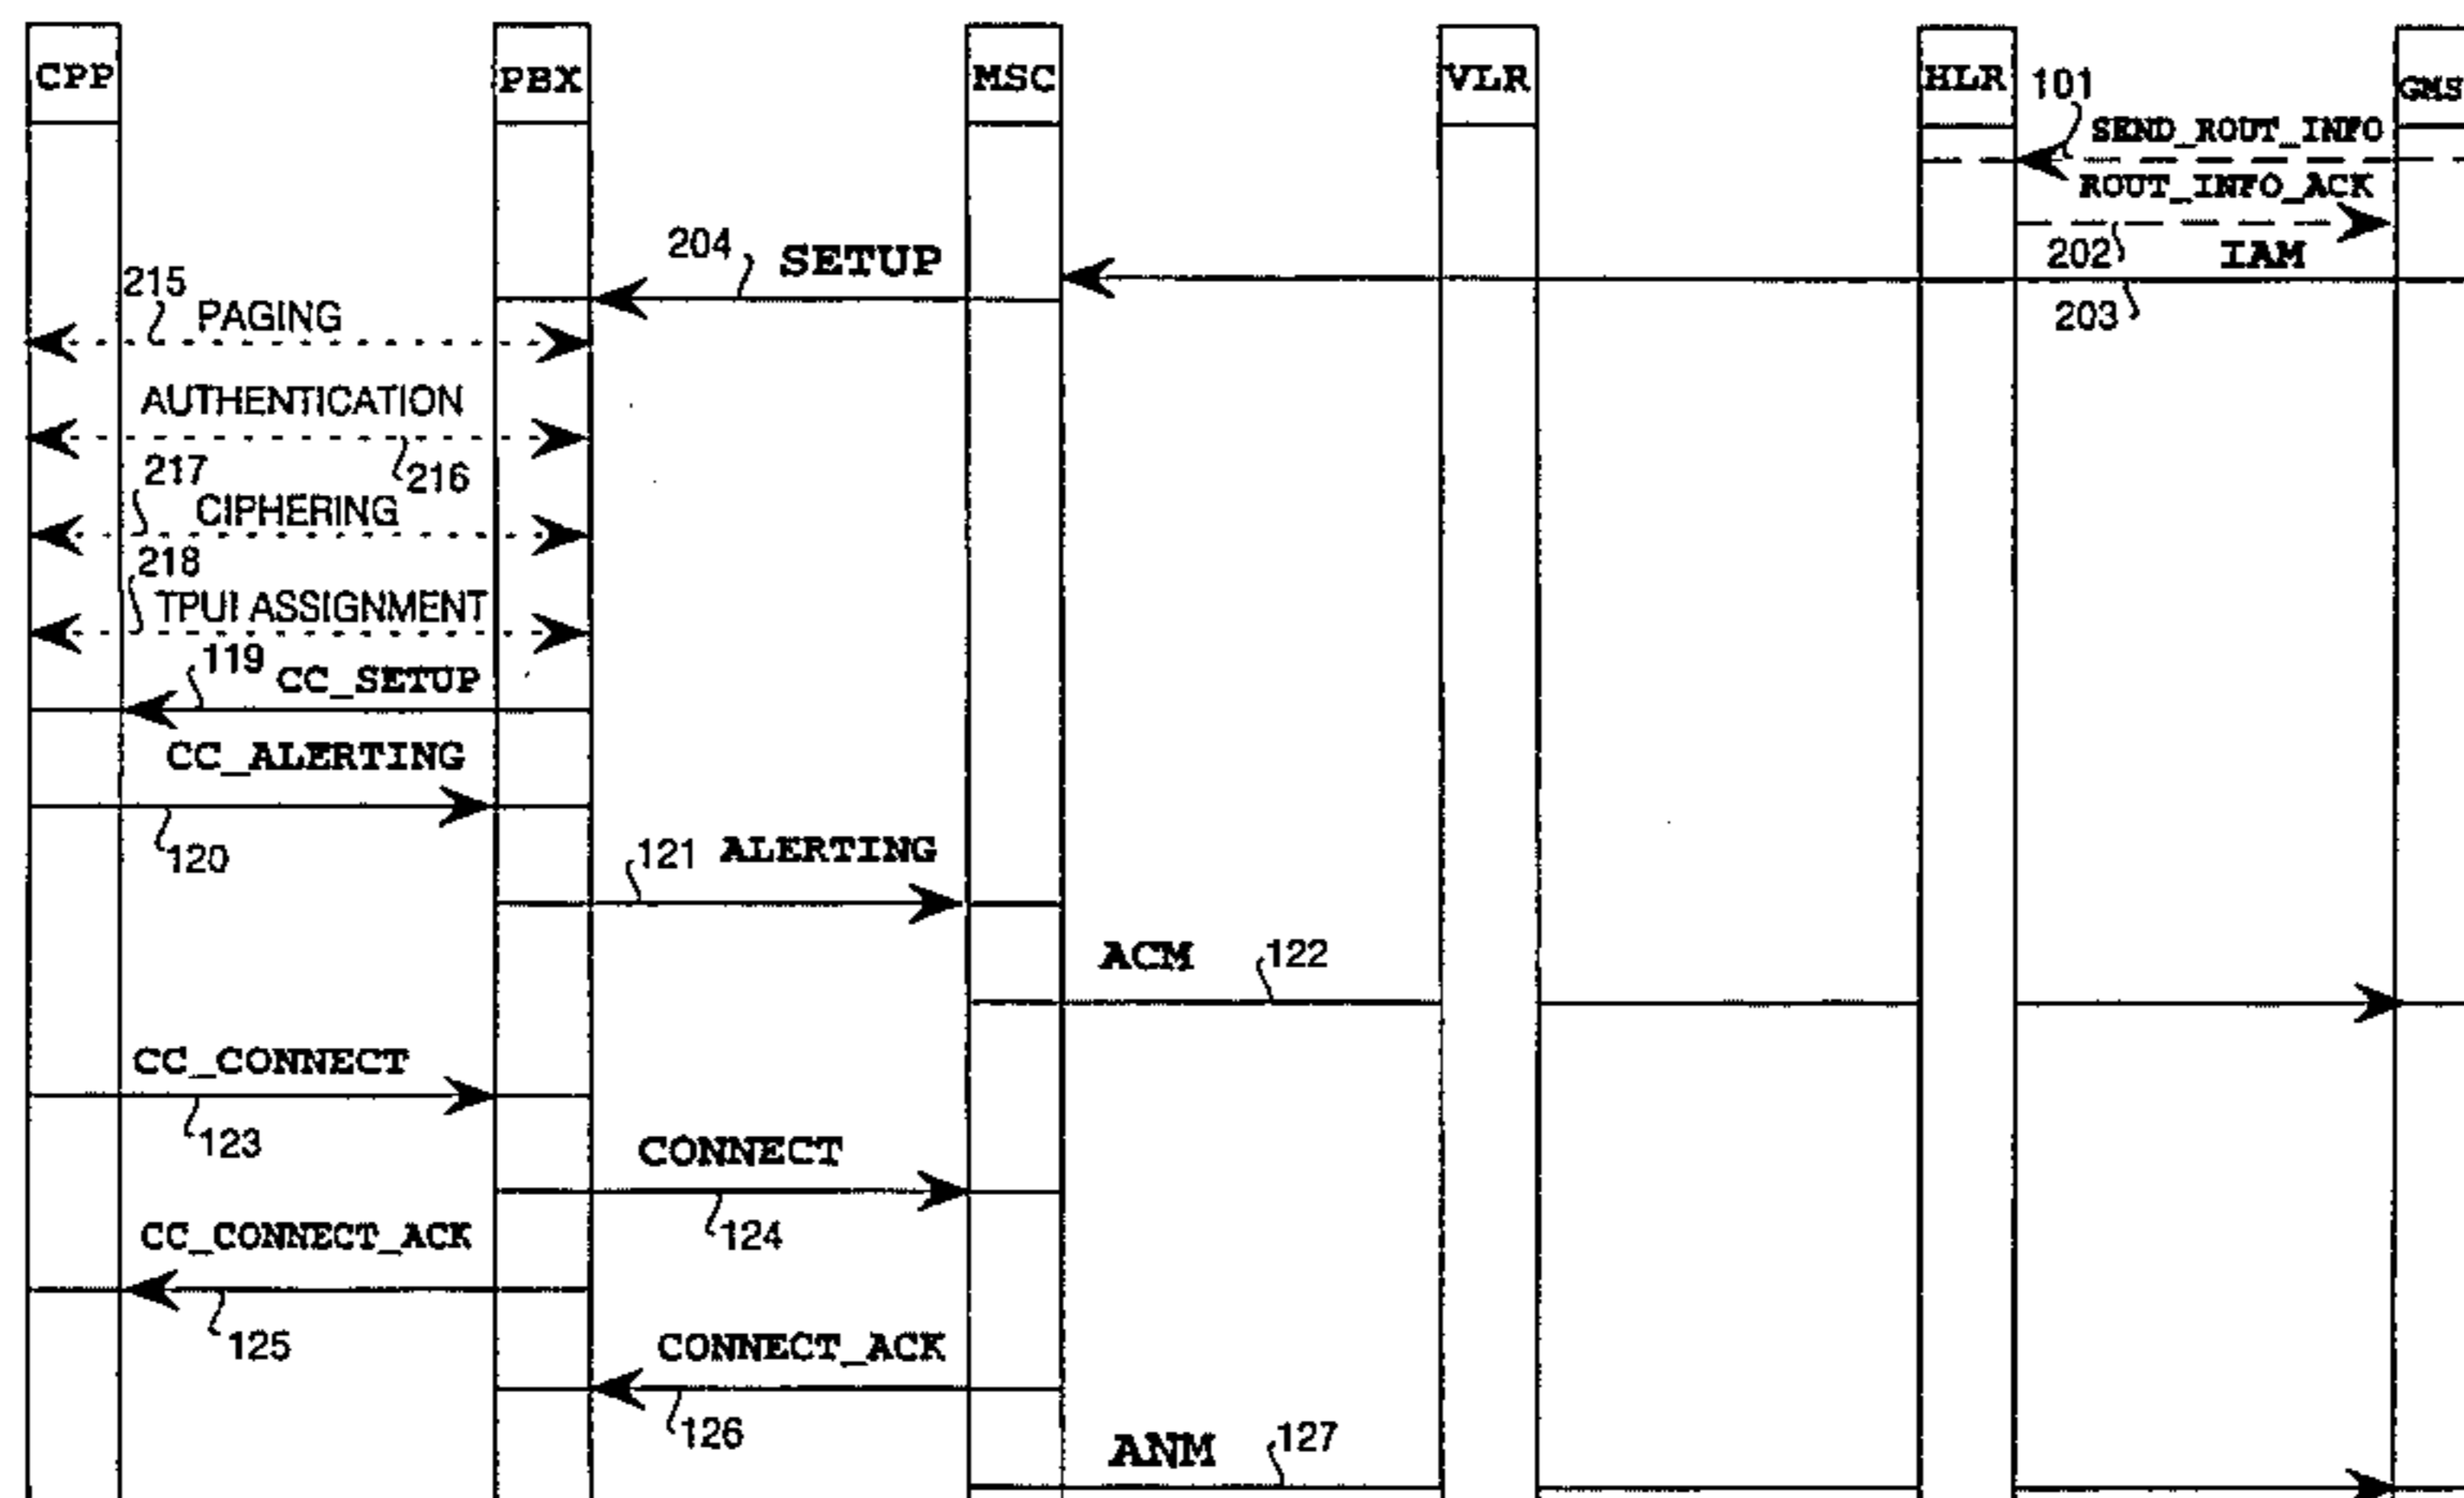 CPP PBX MSC VLR HLR GMS
101
SEND_ROUT_INFO
ROUT_INFO_ACK
204 SETUP
202 IAM
203
215 PAGING
AUTHENTICATION
216
217 CIPHERING
218
TPUI ASSIGNMENT
119 CC_SETUP
CC_ALERTING
120
121 ALERTING
ACM 122
CC_CONNECT
123
CONNECT
124
CC_CONNECT_ACK
125
CONNECT_ACK
126
ANM 127